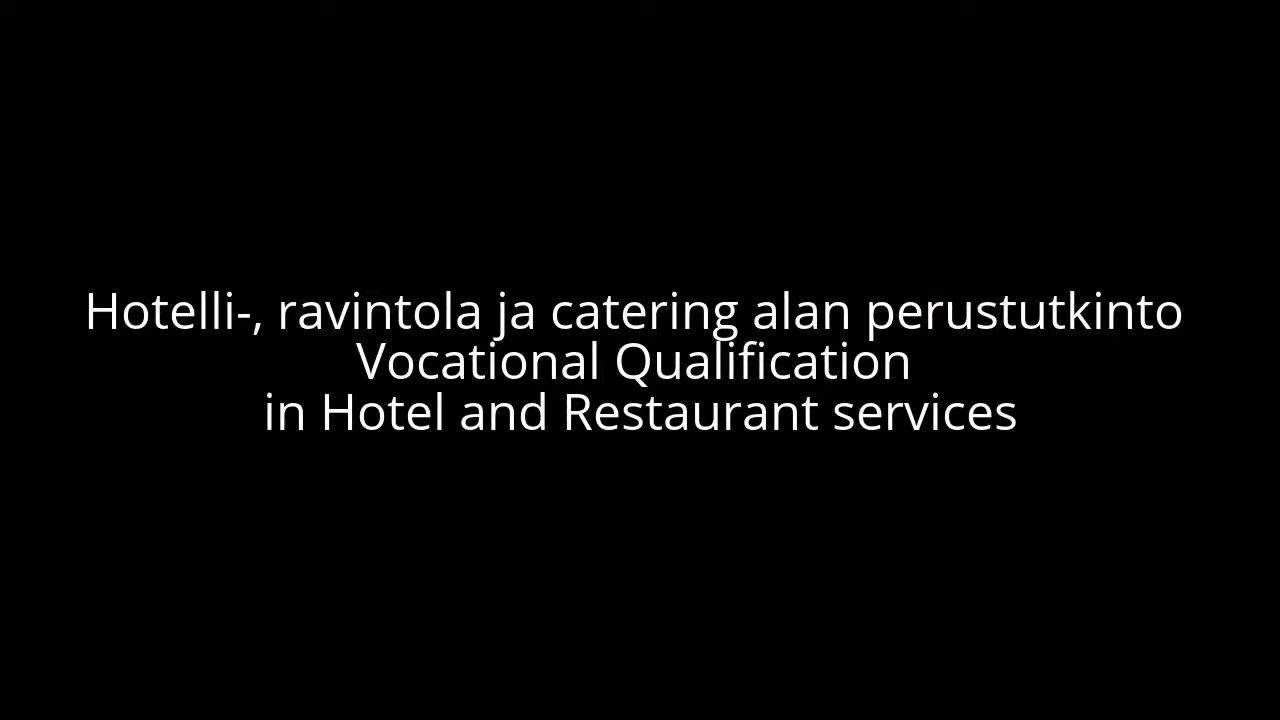 Hotelli-, ravintola ja catering alan perustutkinto
Vocational Qualification
in Hotel and Restaurant services